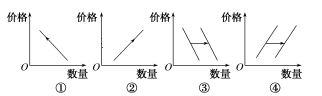 价格 价格 价格 价格
O 数量 O 数量 O 数量 O 数量
① ② ③ ④